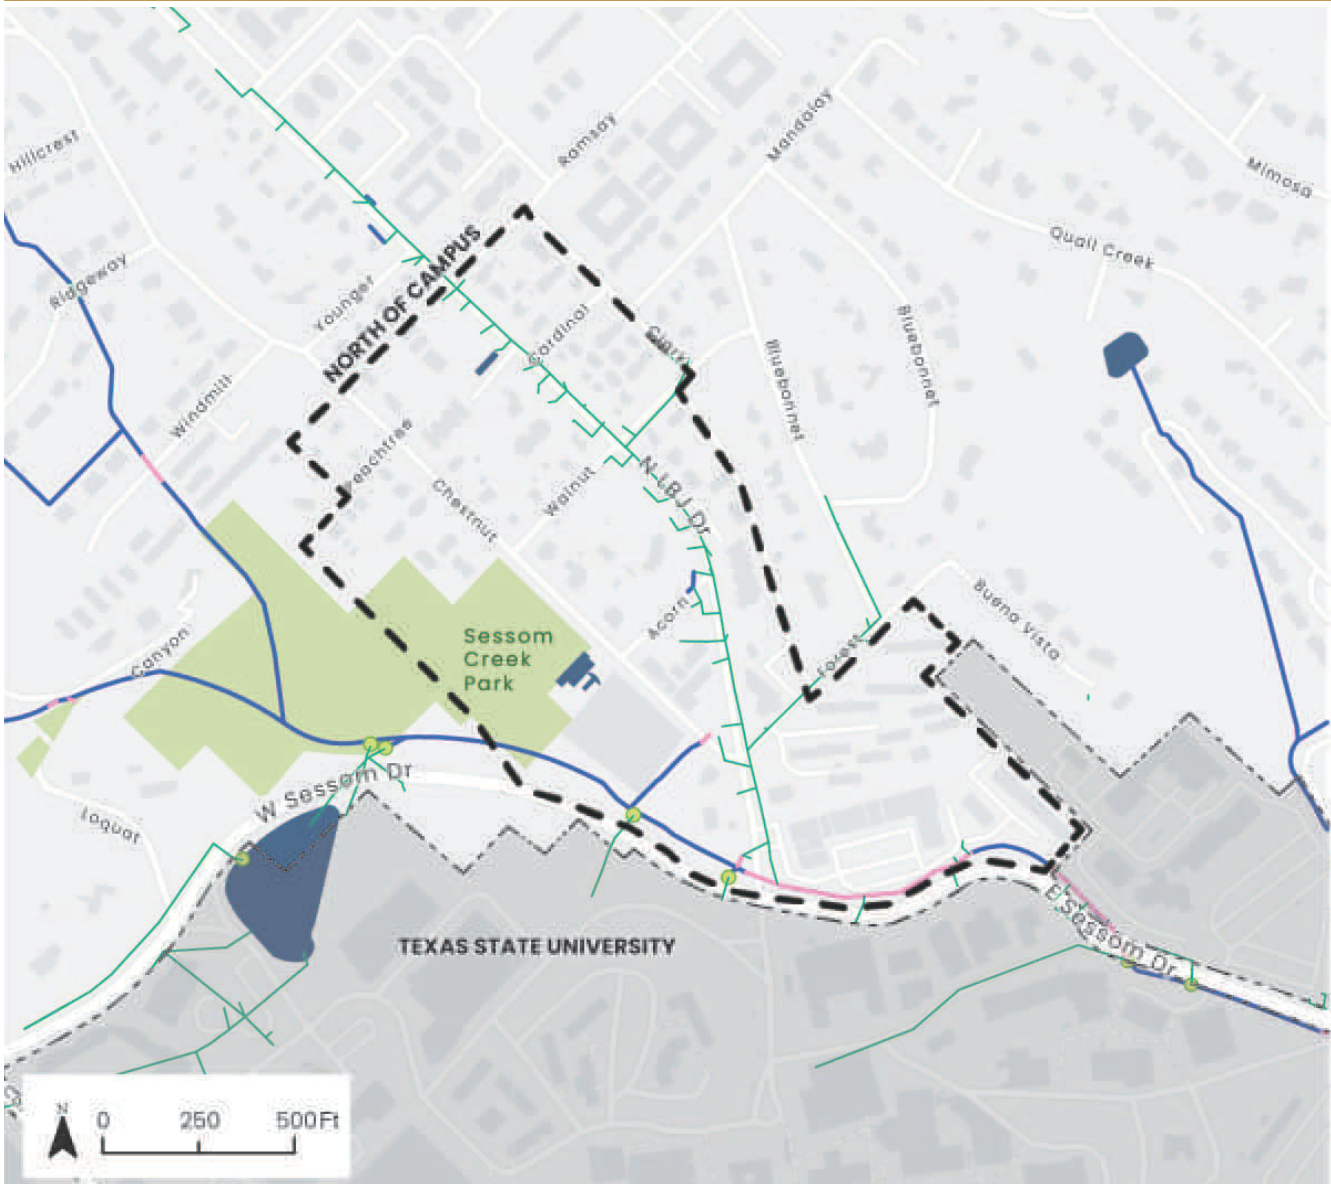 Ramsay
Mandalay
Hillcrest
Mimosa
Quail Creek
NORTH OF CAMPUS
Ridgeway
Younger
Cardinal
Clark
Bluebonnet
Bluebonnet
Windmill
Peachtree
Chestnut
Walnut
N LBJ Dr
Buena Vista
Acorn
Forest
Canyon
Sessom
Creek
Park
W Sessom Dr
Loquat
E Sessom Dr
TEXAS STATE UNIVERSITY
N
0 250 500 Ft